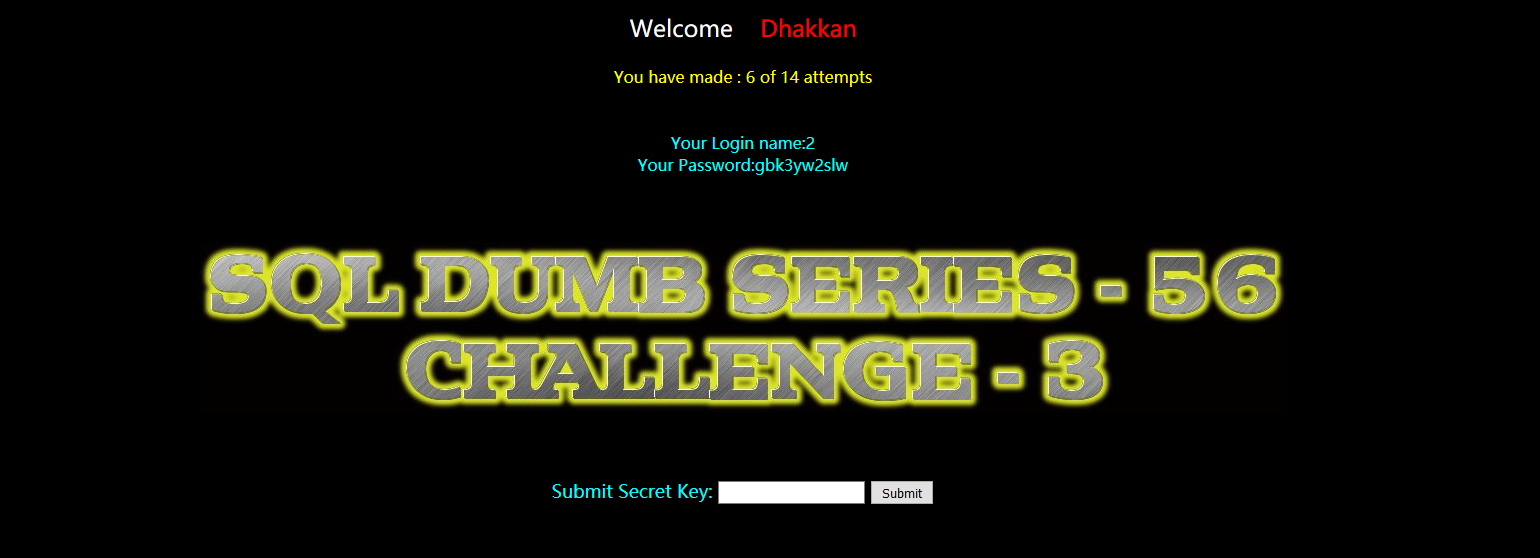 Welcome Dhakkan
You have made : 6 of 14 attempts
Your Login name:2
Your Password:gbk3yw2slw
SQL DUMB SERIES - 56
CHALLENGE - 3
Submit Secret Key: Submit